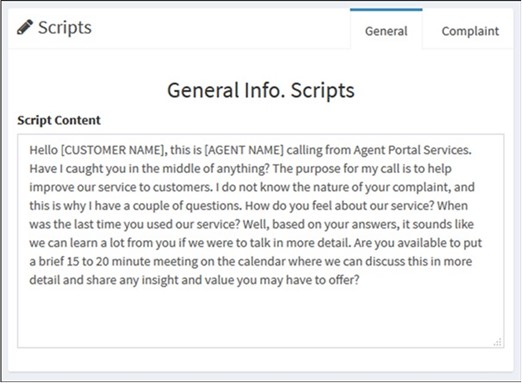 Scripts
General
Complaint
General Info. Scripts
Script Content
Hello [CUSTOMER NAME], this is [AGENT NAME] calling from Agent Portal Services.
Have I caught you in the middle of anything? The purpose for my call is to help
improve our service to customers. I do not know the nature of your complaint, and
this is why I have a couple of questions. How do you feel about our service? When
was the last time you used our service? Well, based on your answers, it sounds like
we can learn a lot from you if we were to talk in more detail. Are you available to put
a brief 15 to 20 minute meeting on the calendar where we can discuss this in more
detail and share any insight and value you may have to offer?